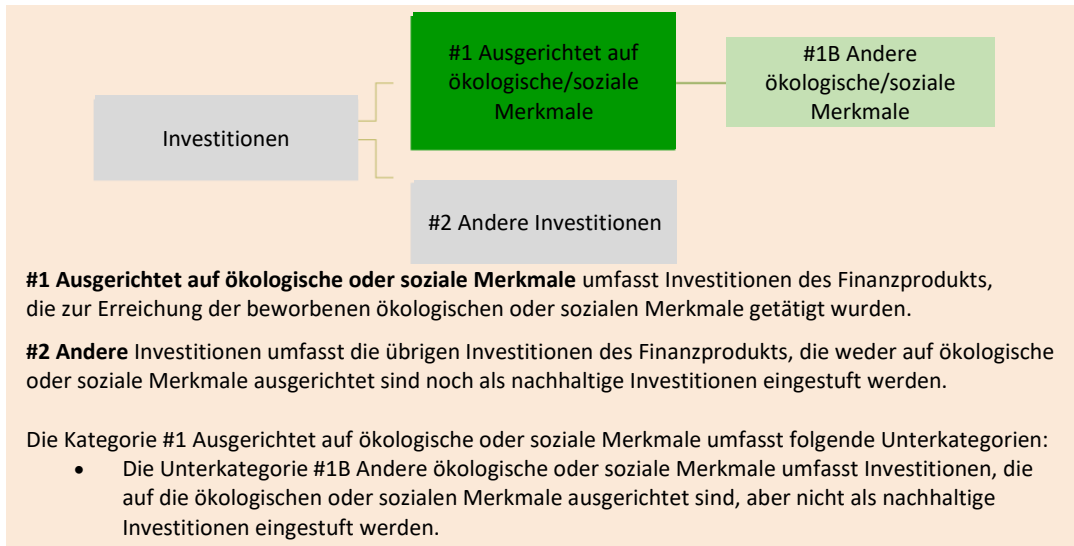 #1 Ausgerichtet auf
ökologische/soziale
Merkmale
#1B Andere
ökologische/soziale
Merkmale
Investitionen
#2 Andere Investitionen
#1 Ausgerichtet auf ökologische oder soziale Merkmale umfasst Investitionen des Finanzprodukts,
die zur Erreichung der beworbenen ökologischen oder sozialen Merkmale getätigt wurden.
#2 Andere Investitionen umfasst die übrigen Investitionen des Finanzprodukts, die weder auf ökologische
oder soziale Merkmale ausgerichtet sind noch als nachhaltige Investitionen eingestuft werden.
Die Kategorie #1 Ausgerichtet auf ökologische oder soziale Merkmale umfasst folgende Unterkategorien:
• Die Unterkategorie #1B Andere ökologische oder soziale Merkmale umfasst Investitionen, die
auf die ökologischen oder sozialen Merkmale ausgerichtet sind, aber nicht als nachhaltige
Investitionen eingestuft werden.